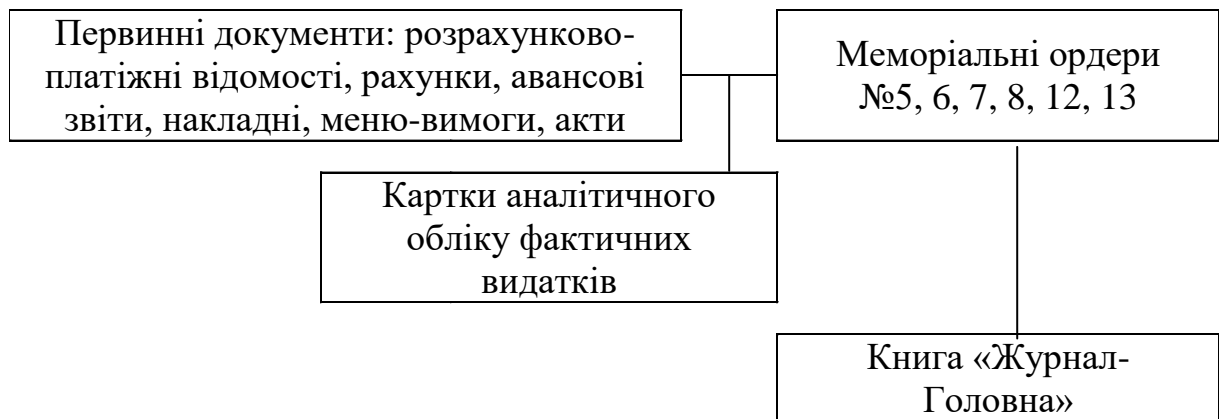 Первинні документи: розрахунково-
платіжні відомості, рахунки, авансові
звіти, накладні, меню-вимоги, акти
Меморіальні ордери
№5, 6, 7, 8, 12, 13
Картки аналітичного
обліку фактичних
видатків
Книга «Журнал-
Головна»